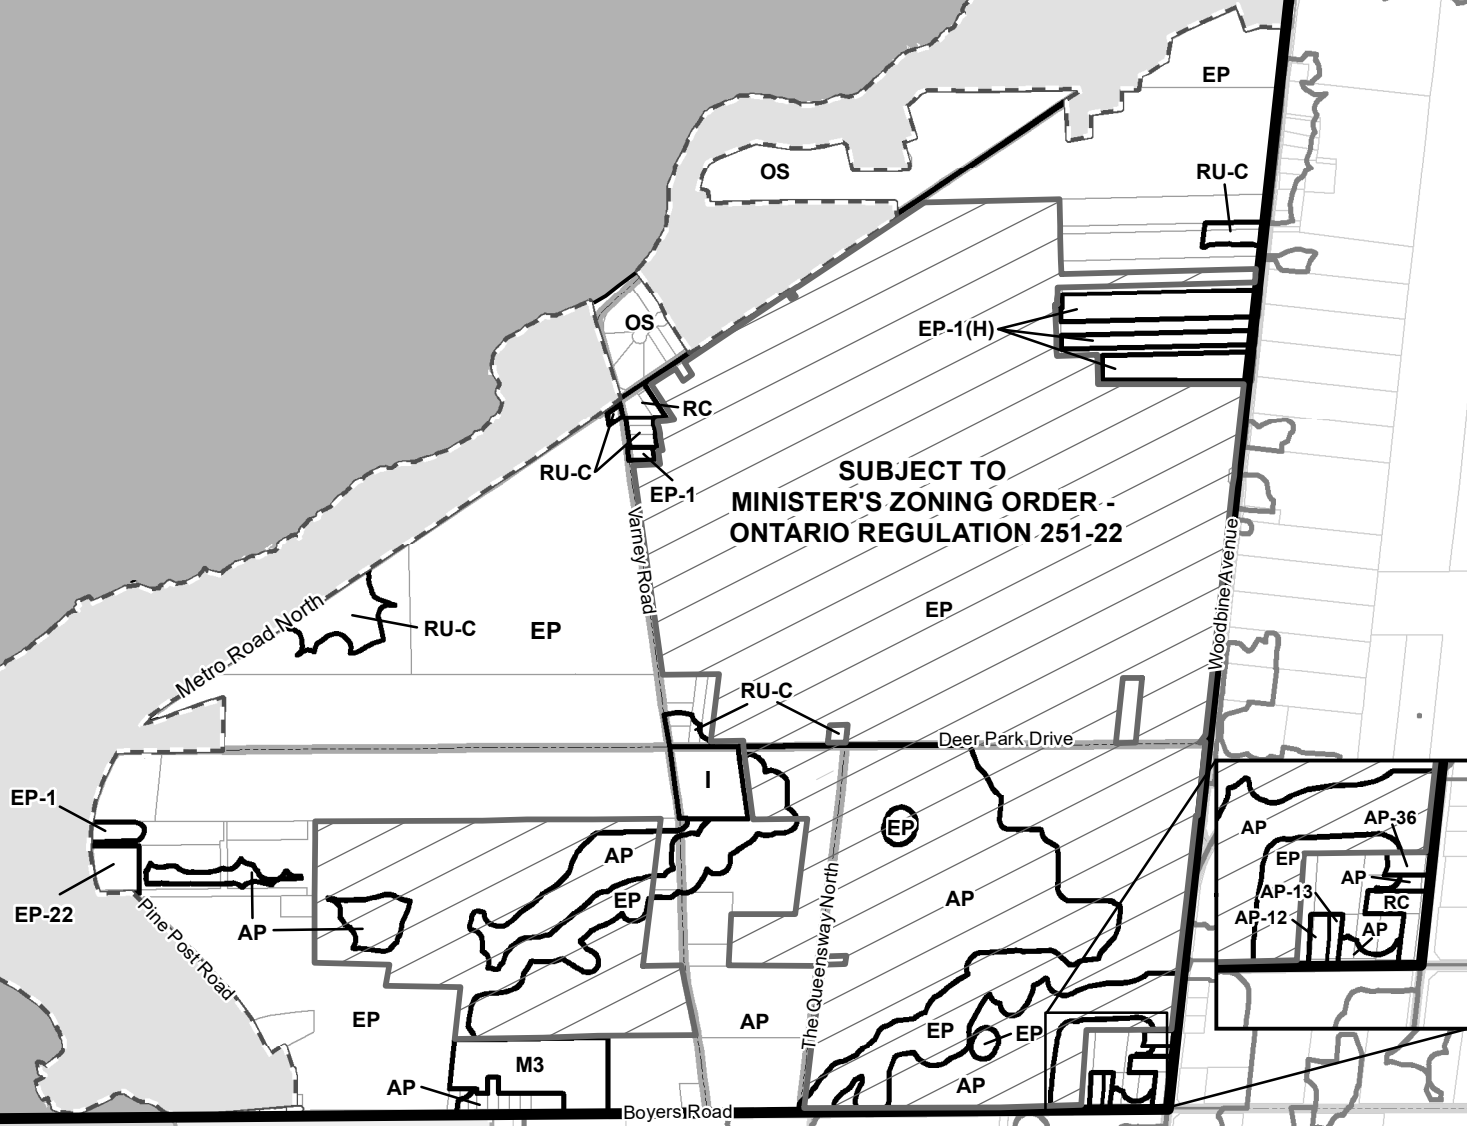 EP
OS
RU-C
OS
EP-1(H)
RC
RU-C
EP-1
SUBJECT TO
MINISTER'S ZONING ORDER -
ONTARIO REGULATION 251-22
Varney Road
Woodbine Avenue
EP
Metro Road North
RU-C
EP
RU-C
Deer Park Drive
I
EP-1
EP
AP-36
AP
AP
EP
AP
EP
AP
AP-13
RC
EP-22
AP-12
AP
AP
Pine Post Road
The Queensway North
EP
AP
EP
EP
M3
AP
AP
Boyers Road